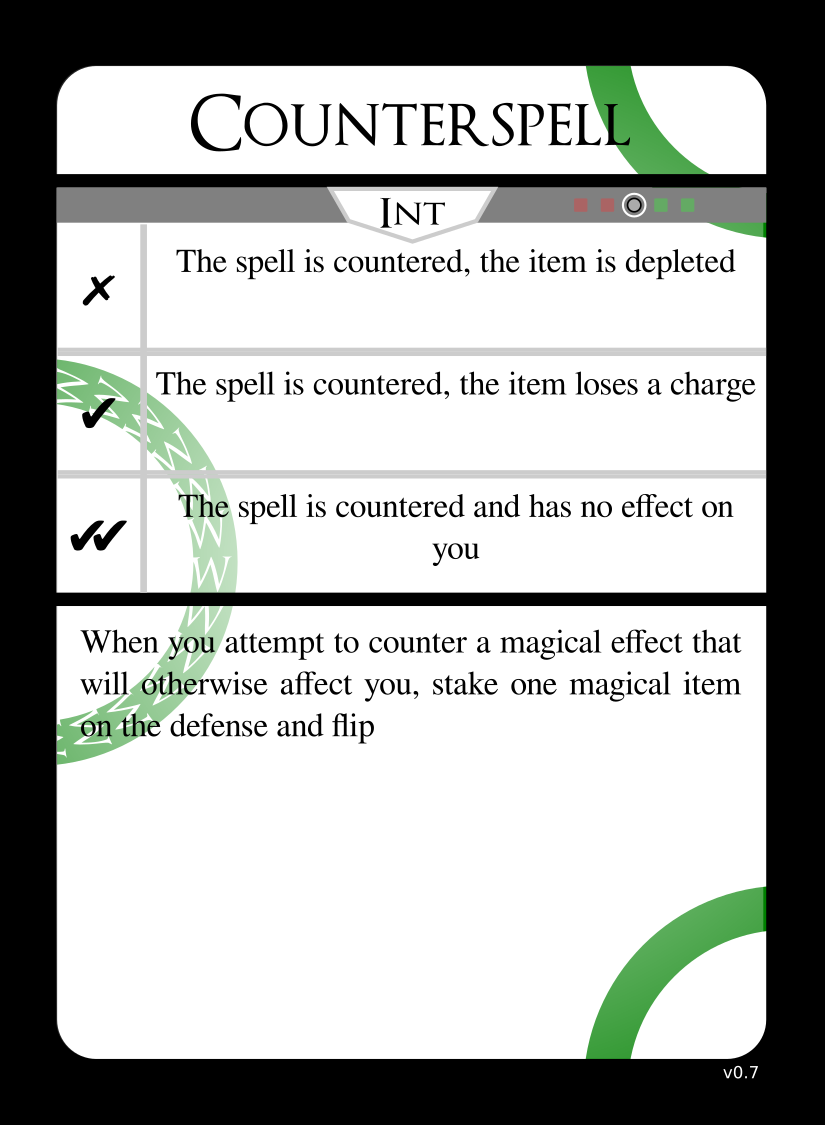 Counterspell
Int
✗ The spell is countered, the item is depleted
✔ The spell is countered, the item loses a charge
✔✔ The spell is countered and has no effect on
you
When you attempt to counter a magical effect that
will otherwise affect you, stake one magical item
on the defense and flip
v0.7